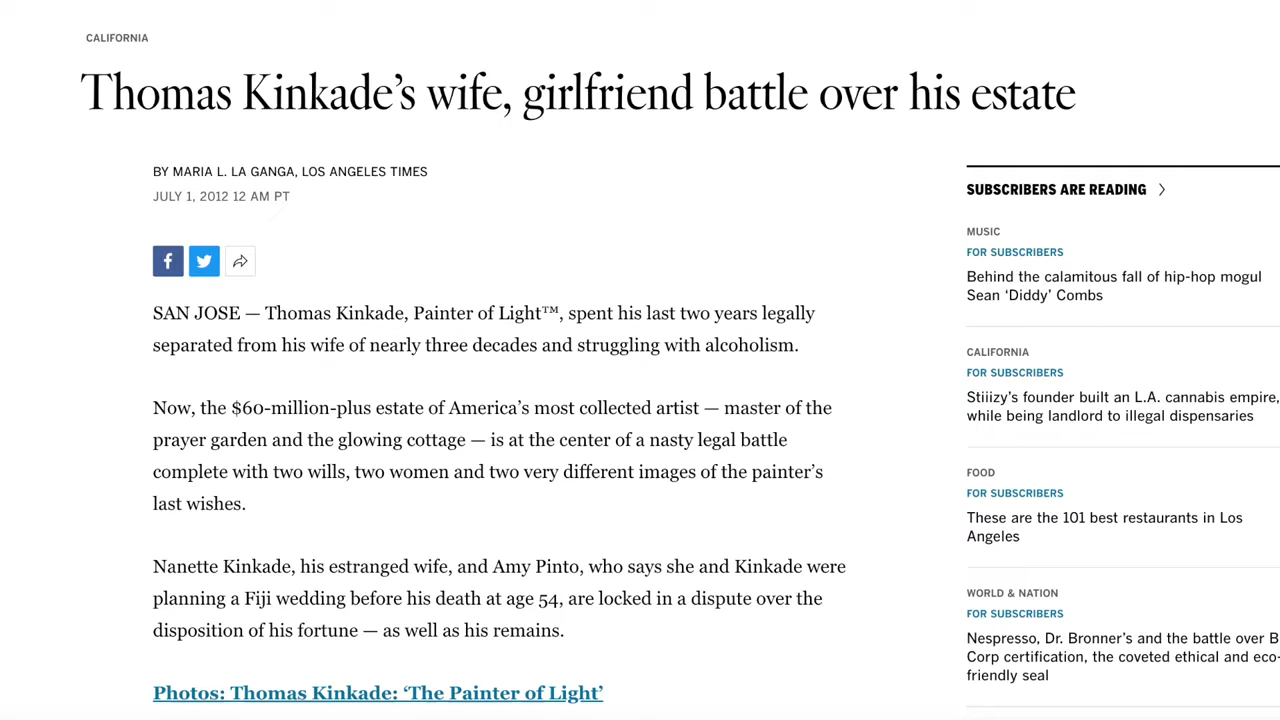 CALIFORNIA
Thomas Kinkade’s wife, girlfriend battle over his estate
BY MARIA L. LA GANGA, LOS ANGELES TIMES
JULY 1, 2012 12 AM PT
SAN JOSE — Thomas Kinkade, Painter of Light™, spent his last two years legally
separated from his wife of nearly three decades and struggling with alcoholism.
Now, the $60-million-plus estate of America’s most collected artist — master of the
prayer garden and the glowing cottage — is at the center of a nasty legal battle
complete with two wills, two women and two very different images of the painter’s
last wishes.
Nanette Kinkade, his estranged wife, and Amy Pinto, who says she and Kinkade were
planning a Fiji wedding before his death at age 54, are locked in a dispute over the
disposition of his fortune — as well as his remains.
Photos: Thomas Kinkade: ‘The Painter of Light’
SUBSCRIBERS ARE READING
MUSIC
FOR SUBSCRIBERS
Behind the calamitous fall of hip-hop mogul
Sean ‘Diddy’ Combs
CALIFORNIA
FOR SUBSCRIBERS
Stiiizy’s founder built an L.A. cannabis empire,
while being landlord to illegal dispensaries
FOOD
FOR SUBSCRIBERS
These are the 101 best restaurants in Los
Angeles
WORLD & NATION
FOR SUBSCRIBERS
Nespresso, Dr. Bronner’s and the battle over B
Corp certification, the coveted ethical and eco-
friendly seal